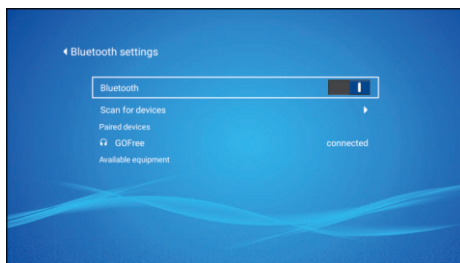 Bluetooth settings
Bluetooth
Scan for devices
Paired devices
GOFree connected
Available equipment